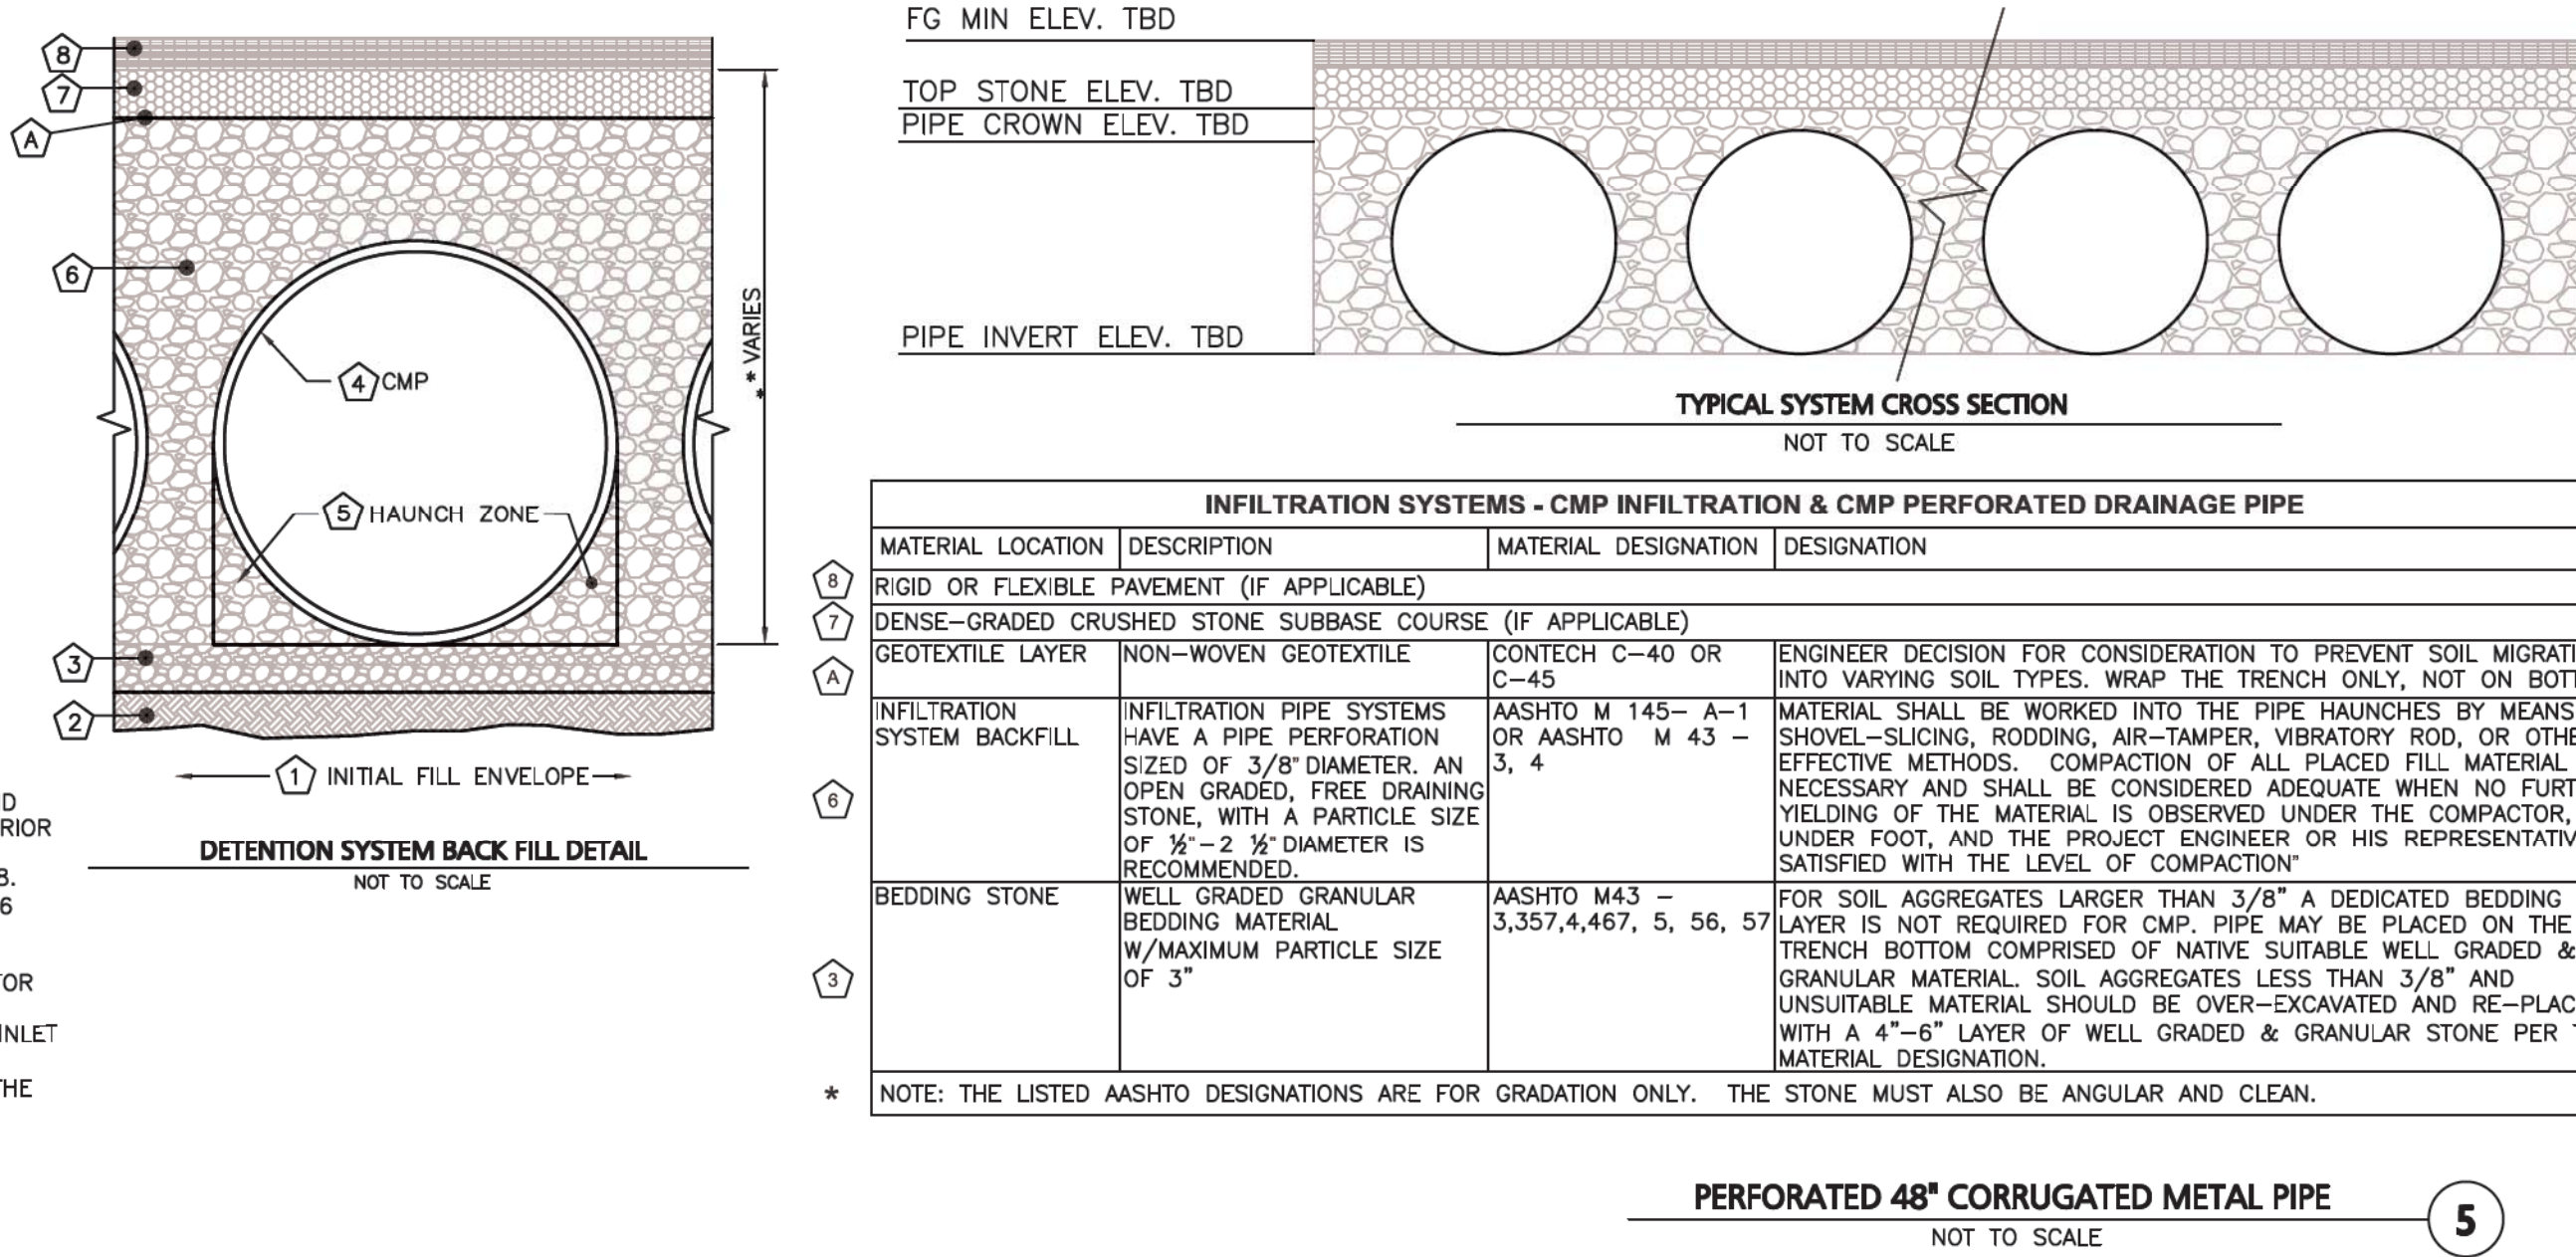 8
7
A
6
4 CMP
5 HAUNCH ZONE
* * VARIES
3
2
1 INITIAL FILL ENVELOPE
DETENTION SYSTEM BACK FILL DETAIL
NOT TO SCALE
D
RIOR
6
TOR
INLET
THE
FG MIN ELEV. TBD
TOP STONE ELEV. TBD
PIPE CROWN ELEV. TBD
PIPE INVERT ELEV. TBD
TYPICAL SYSTEM CROSS SECTION
NOT TO SCALE
INFILTRATION SYSTEMS - CMP INFILTRATION & CMP PERFORATED DRAINAGE PIPE
MATERIAL LOCATION DESCRIPTION MATERIAL DESIGNATION DESIGNATION
8 RIGID OR FLEXIBLE PAVEMENT (IF APPLICABLE)
7 DENSE-GRADED CRUSHED STONE SUBBASE COURSE (IF APPLICABLE)
A
GEOTEXTILE LAYER
NON-WOVEN GEOTEXTILE
CONTECH C-40 OR
C-45
ENGINEER DECISION FOR CONSIDERATION TO PREVENT SOIL MIGRATI
INTO VARYING SOIL TYPES. WRAP THE TRENCH ONLY, NOT ON BOTT
6
INFILTRATION
SYSTEM BACKFILL
INFILTRATION PIPE SYSTEMS
HAVE A PIPE PERFORATION
SIZED OF 3/8" DIAMETER. AN
OPEN GRADED, FREE DRAINING
STONE, WITH A PARTICLE SIZE
OF ½"-2 ½" DIAMETER IS
RECOMMENDED.
AASHTO M 145- A-1
OR AASHTO M 43 -
3, 4
MATERIAL SHALL BE WORKED INTO THE PIPE HAUNCHES BY MEANS
SHOVEL-SLICING, RODDING, AIR-TAMPER, VIBRATORY ROD, OR OTHE
EFFECTIVE METHODS. COMPACTION OF ALL PLACED FILL MATERIAL
NECESSARY AND SHALL BE CONSIDERED ADEQUATE WHEN NO FURT
YIELDING OF THE MATERIAL IS OBSERVED UNDER THE COMPACTOR,
UNDER FOOT, AND THE PROJECT ENGINEER OR HIS REPRESENTATIV
SATISFIED WITH THE LEVEL OF COMPACTION"
3
BEDDING STONE
WELL GRADED GRANULAR
BEDDING MATERIAL
W/MAXIMUM PARTICLE SIZE
OF 3"
AASHTO M43 -
3,357,4,467, 5, 56, 57
FOR SOIL AGGREGATES LARGER THAN 3/8" A DEDICATED BEDDING
LAYER IS NOT REQUIRED FOR CMP. PIPE MAY BE PLACED ON THE
TRENCH BOTTOM COMPRISED OF NATIVE SUITABLE WELL GRADED &
GRANULAR MATERIAL. SOIL AGGREGATES LESS THAN 3/8" AND
UNSUITABLE MATERIAL SHOULD BE OVER-EXCAVATED AND RE-PLAC
WITH A 4"-6" LAYER OF WELL GRADED & GRANULAR STONE PER
MATERIAL DESIGNATION.
* NOTE: THE LISTED AASHTO DESIGNATIONS ARE FOR GRADATION ONLY. THE STONE MUST ALSO BE ANGULAR AND CLEAN.
PERFORATED 48" CORRUGATED METAL PIPE
NOT TO SCALE
5